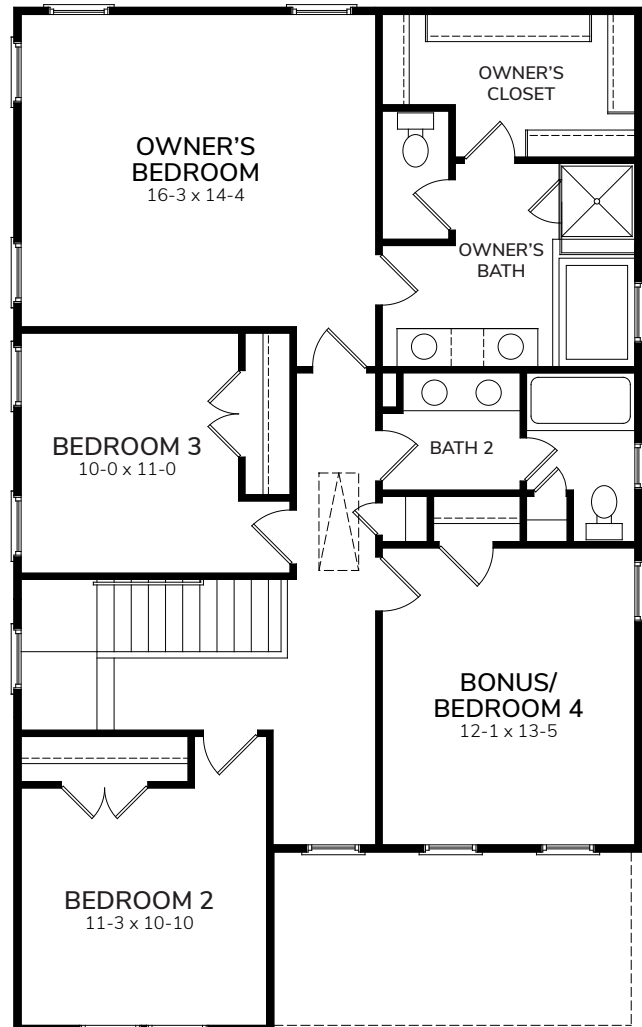 OWNER'S
CLOSET
OWNER'S
BEDROOM
16-3 x 14-4
OWNER'S
BATH
BEDROOM 3
10-0 x 11-0
BATH 2
BONUS/
BEDROOM 4
12-1 x 13-5
BEDROOM 2
11-3 x 10-10